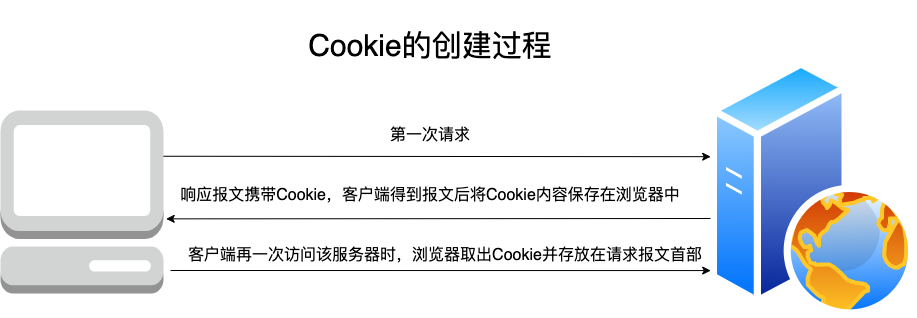 Cookie的创建过程
第一次请求
响应报文携带Cookie，客户端得到报文后将Cookie内容保存在浏览器中
客户端再一次访问该服务器时，浏览器取出Cookie并存放在请求报文首部